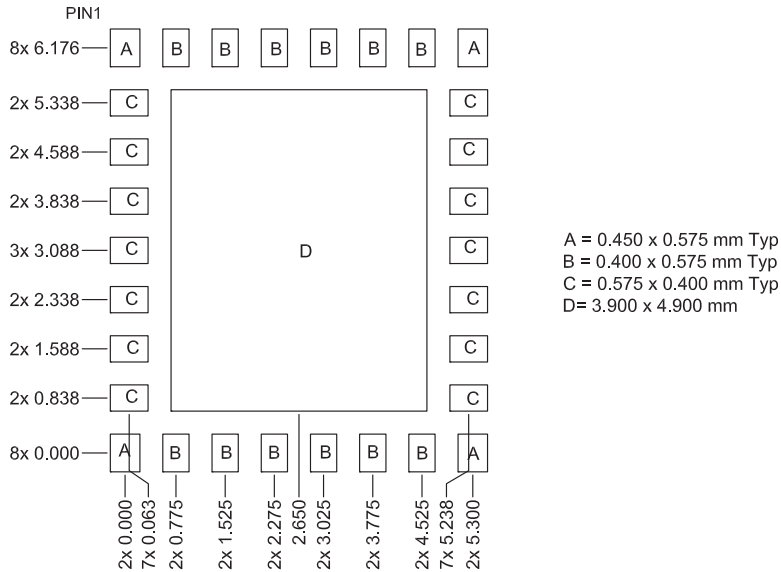 PIN1
8x 6.176 A B B B B B B A
2x 5.338 C C
2x 4.588 C C
2x 3.838 C C
3x 3.088 C D C
2x 2.338 C C
2x 1.588 C C
2x 0.838 C C
8x 0.000 A B B B B B B A
2x 0.000
7x 0.063
2x 0.775
2x 1.525
2x 2.275
2.650
2x 3.025
2x 3.775
2x 4.525
7x 5.238
2x 5.300
A = 0.450 x 0.575 mm Typ
B = 0.400 x 0.575 mm Typ
C = 0.575 x 0.400 mm Typ
D= 3.900 x 4.900 mm